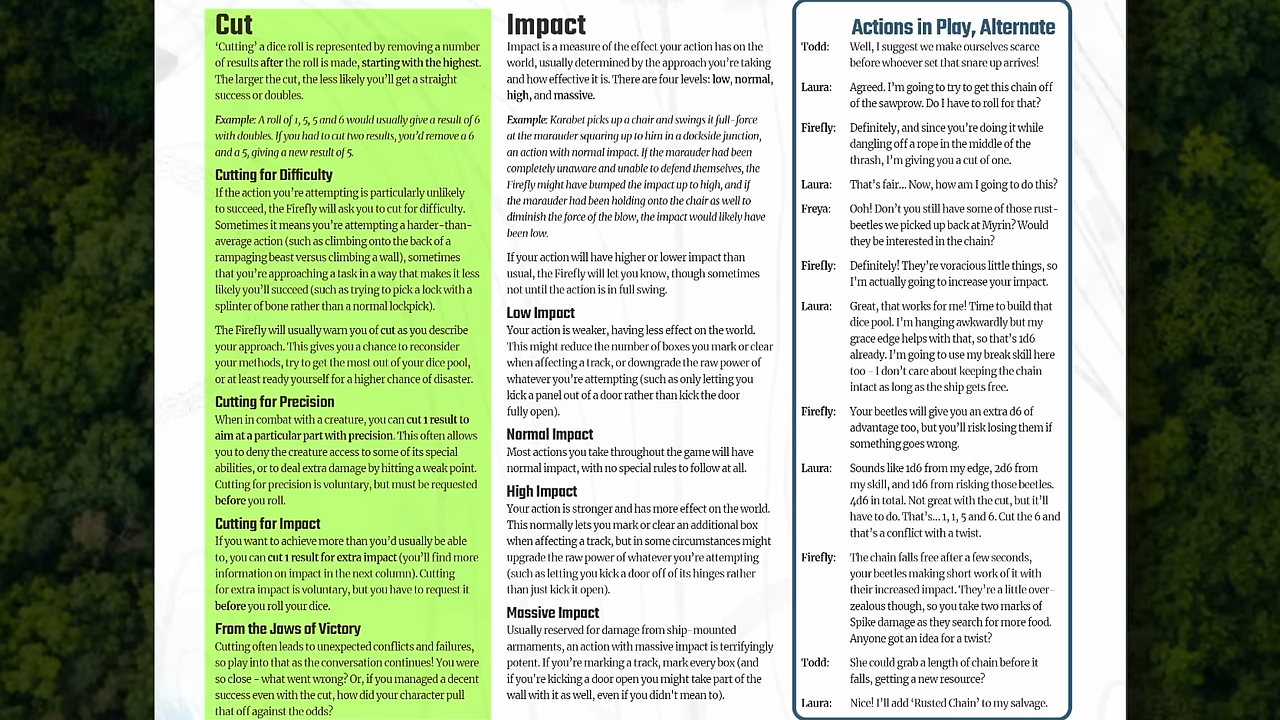 Cut
‘Cutting’ a dice roll is represented by removing a number
of results after the roll is made, starting with the highest.
The larger the cut, the less likely you’ll get a straight
success or doubles.
Example: A roll of 1, 5, 5 and 6 would usually give a result of 6
with doubles. If you had to cut two results, you’d remove a 6
and a 5, giving a new result of 5.
Cutting for Difficulty
If the action you’re attempting is particularly unlikely
to succeed, the Firefly will ask you to cut for difficulty.
Sometimes it means you’re attempting a harder-than-
average action (such as climbing onto the back of a
rampaging beast versus climbing a wall), sometimes
that you’re approaching a task in a way that makes it less
likely you’ll succeed (such as trying to pick a lock with a
splinter of bone rather than a normal lockpick).
The Firefly will usually warn you of cut as you describe
your approach. This gives you a chance to reconsider
your methods, try to get the most out of your dice pool,
or at least ready yourself for a higher chance of disaster.
Cutting for Precision
When in combat with a creature, you can cut 1 result to
aim at a particular part with precision. This often allows
you to deny the creature access to some of its special
abilities, or to deal extra damage by hitting a weak point.
Cutting for precision is voluntary, but must be requested
before you roll.
Cutting for Impact
If you want to achieve more than you’d usually be able
to, you can cut 1 result for extra impact (you’ll find more
information on impact in the next column). Cutting
for extra impact is voluntary, but you have to request it
before you roll your dice.
From the Jaws of Victory
Cutting often leads to unexpected conflicts and failures,
so play into that as the conversation continues! You were
so close - what went wrong? Or, if you managed a decent
success even with the cut, how did your character pull
that off against the odds?
Impact
Impact is a measure of the effect your action has on the
world, usually determined by the approach you’re taking
and how effective it is. There are four levels: low, normal,
high, and massive.
Example: Karabet picks up a chair and swings it full-force
at the marauder squaring up to him in a dockside junction,
an action with normal impact. If the marauder had been
completely unaware and unable to defend themselves, the
Firefly might have bumped the impact up to high, and if
the marauder had been holding onto the chair as well to
diminish the force of the blow, the impact would likely have
been low.
If your action will have higher or lower impact than
usual, the Firefly will let you know, though sometimes
not until the action is in full swing.
Low Impact
Your action is weaker, having less effect on the world.
This might reduce the number of boxes you mark or clear
when affecting a track, or downgrade the raw power of
whatever you’re attempting (such as only letting you
kick a panel out of a door rather than kick the door
fully open).
Normal Impact
Most actions you take throughout the game will have
normal impact, with no special rules to follow at all.
High Impact
Your action is stronger and has more effect on the world.
This normally lets you mark or clear an additional box
when affecting a track, but in some circumstances might
upgrade the raw power of whatever you’re attempting
(such as letting you kick a door off of its hinges rather
than just kick it open).
Massive Impact
Usually reserved for damage from ship-mounted
armaments, an action with massive impact is terrifyingly
potent. If you’re marking a track, mark every box (and
if you’re kicking a door open you might take part of the
wall with it as well, even if you didn't mean to).
Actions in Play, Alternate
Todd: Well, I suggest we make ourselves scarce
before whoever set that snare up arrives!
Laura: Agreed. I’m going to try to get this chain off
of the sawprow. Do I have to roll for that?
Firefly: Definitely, and since you’re doing it while
dangling off a rope in the middle of the
thrash, I’m giving you a cut of one.
Laura: That’s fair... Now, how am I going to do this?
Freya: Ooh! Don’t you still have some of those rust-
beetles we picked up back at Myrin? Would
they be interested in the chain?
Firefly: Definitely! They’re voracious little things, so
I’m actually going to increase your impact.
Laura: Great, that works for me! Time to build that
dice pool. I’m hanging awkwardly but my
grace edge helps with that, so that’s 1d6
already. I’m going to use my break skill here
too - I don’t care about keeping the chain
intact as long as the ship gets free.
Firefly: Your beetles will give you an extra d6 of
advantage too, but you’ll risk losing them if
something goes wrong.
Laura: Sounds like 1d6 from my edge, 2d6 from
my skill, and 1d6 from risking those beetles.
4d6 in total. Not great with the cut, but it’ll
have to do. That’s... 1, 1, 5 and 6. Cut the 6 and
that’s a conflict with a twist.
Firefly: The chain falls free after a few seconds,
your beetles making short work of it with
their increased impact. They’re a little over-
zealous though, so you take two marks of
Spike damage as they search for more food.
Anyone got an idea for a twist?
Todd: She could grab a length of chain before it
falls, getting a new resource?
Laura: Nice! I’ll add ‘Rusted Chain’ to my salvage.